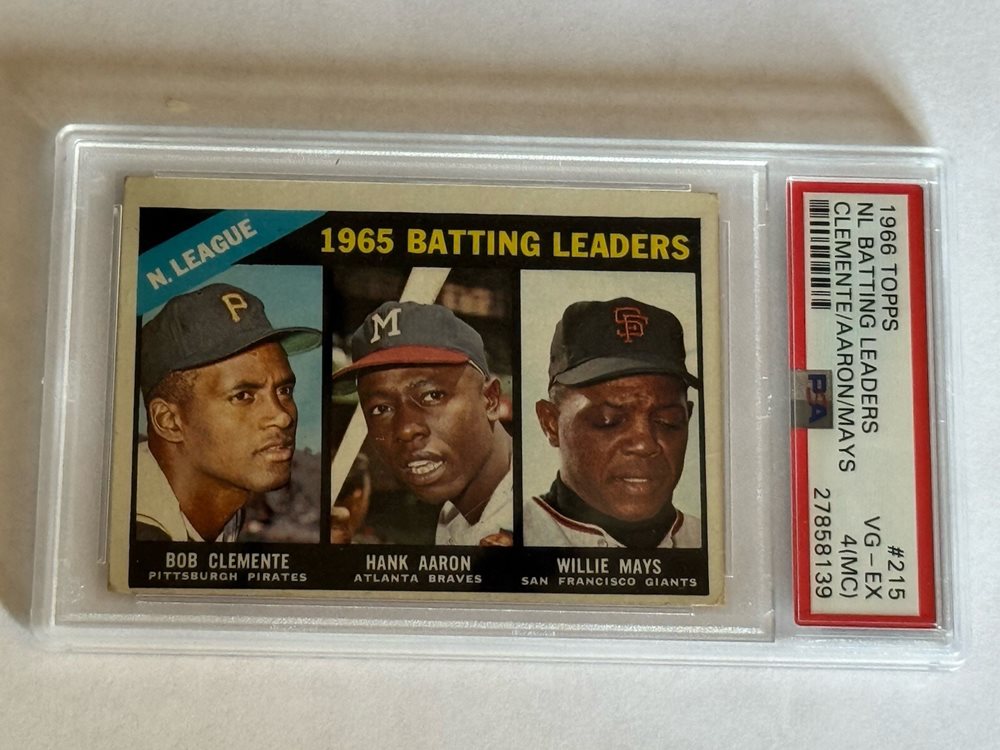 N. LEAGUE
1965 BATTING LEADERS
P
M
SF
BOB CLEMENTE
PITTSBURGH PIRATES
HANK AARON
ATLANTA BRAVES
WILLIE MAYS
SAN FRANCISCO GIANTS
1966 TOPPS #215
NL BATTING LEADERS VG-EX
CLEMENTE/AARON/MAYS 4(MC)
27858139
PSA